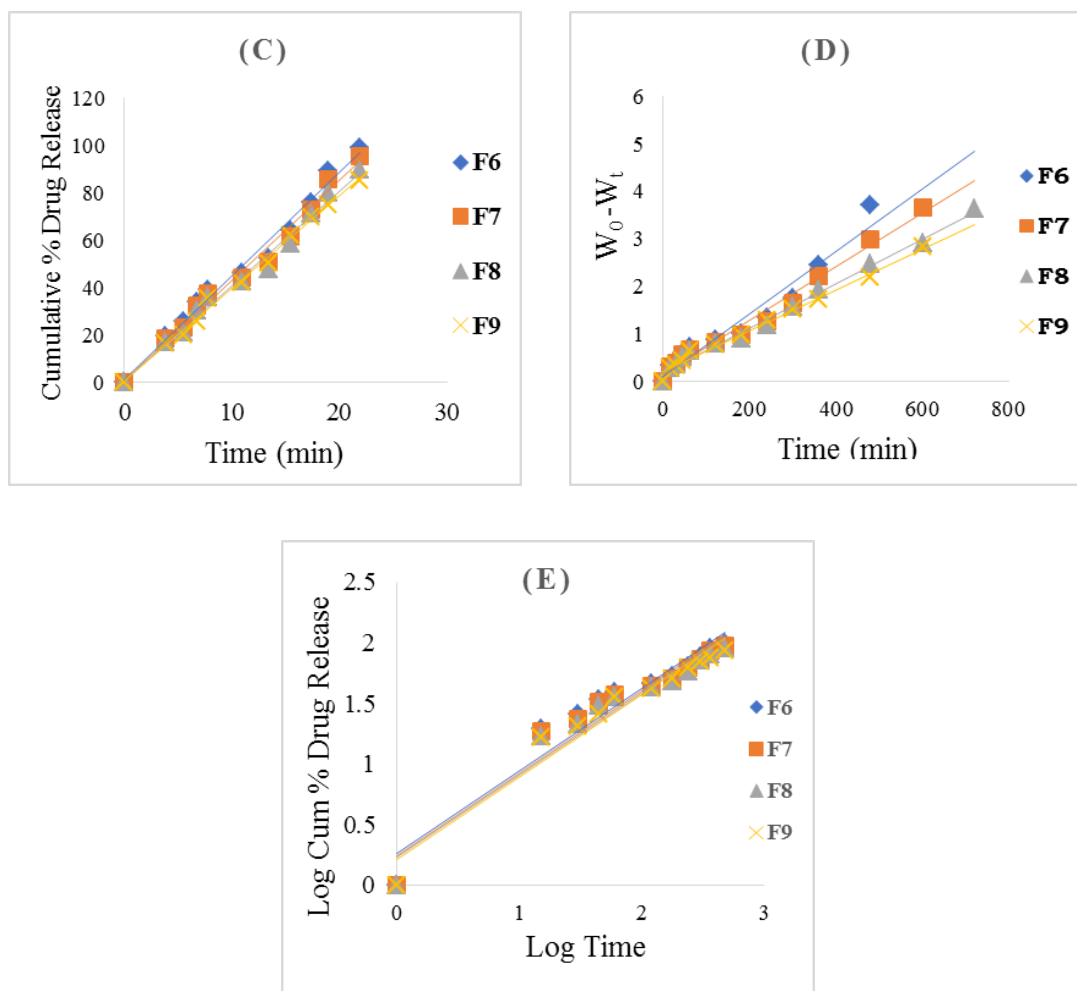 (C)
Cumulative % Drug Release
120
100
80
60
40
20
0
0 10 20 30
Time (min)
F6
F7
F8
F9
(D)
W₀-Wₜ
6
5
4
3
2
1
0
0 200 400 600 800
Time (min)
F6
F7
F8
F9
(E)
Log Cum % Drug Release
2.5
2
1.5
1
0.5
0
0 1 2 3
Log Time
F6
F7
F8
F9